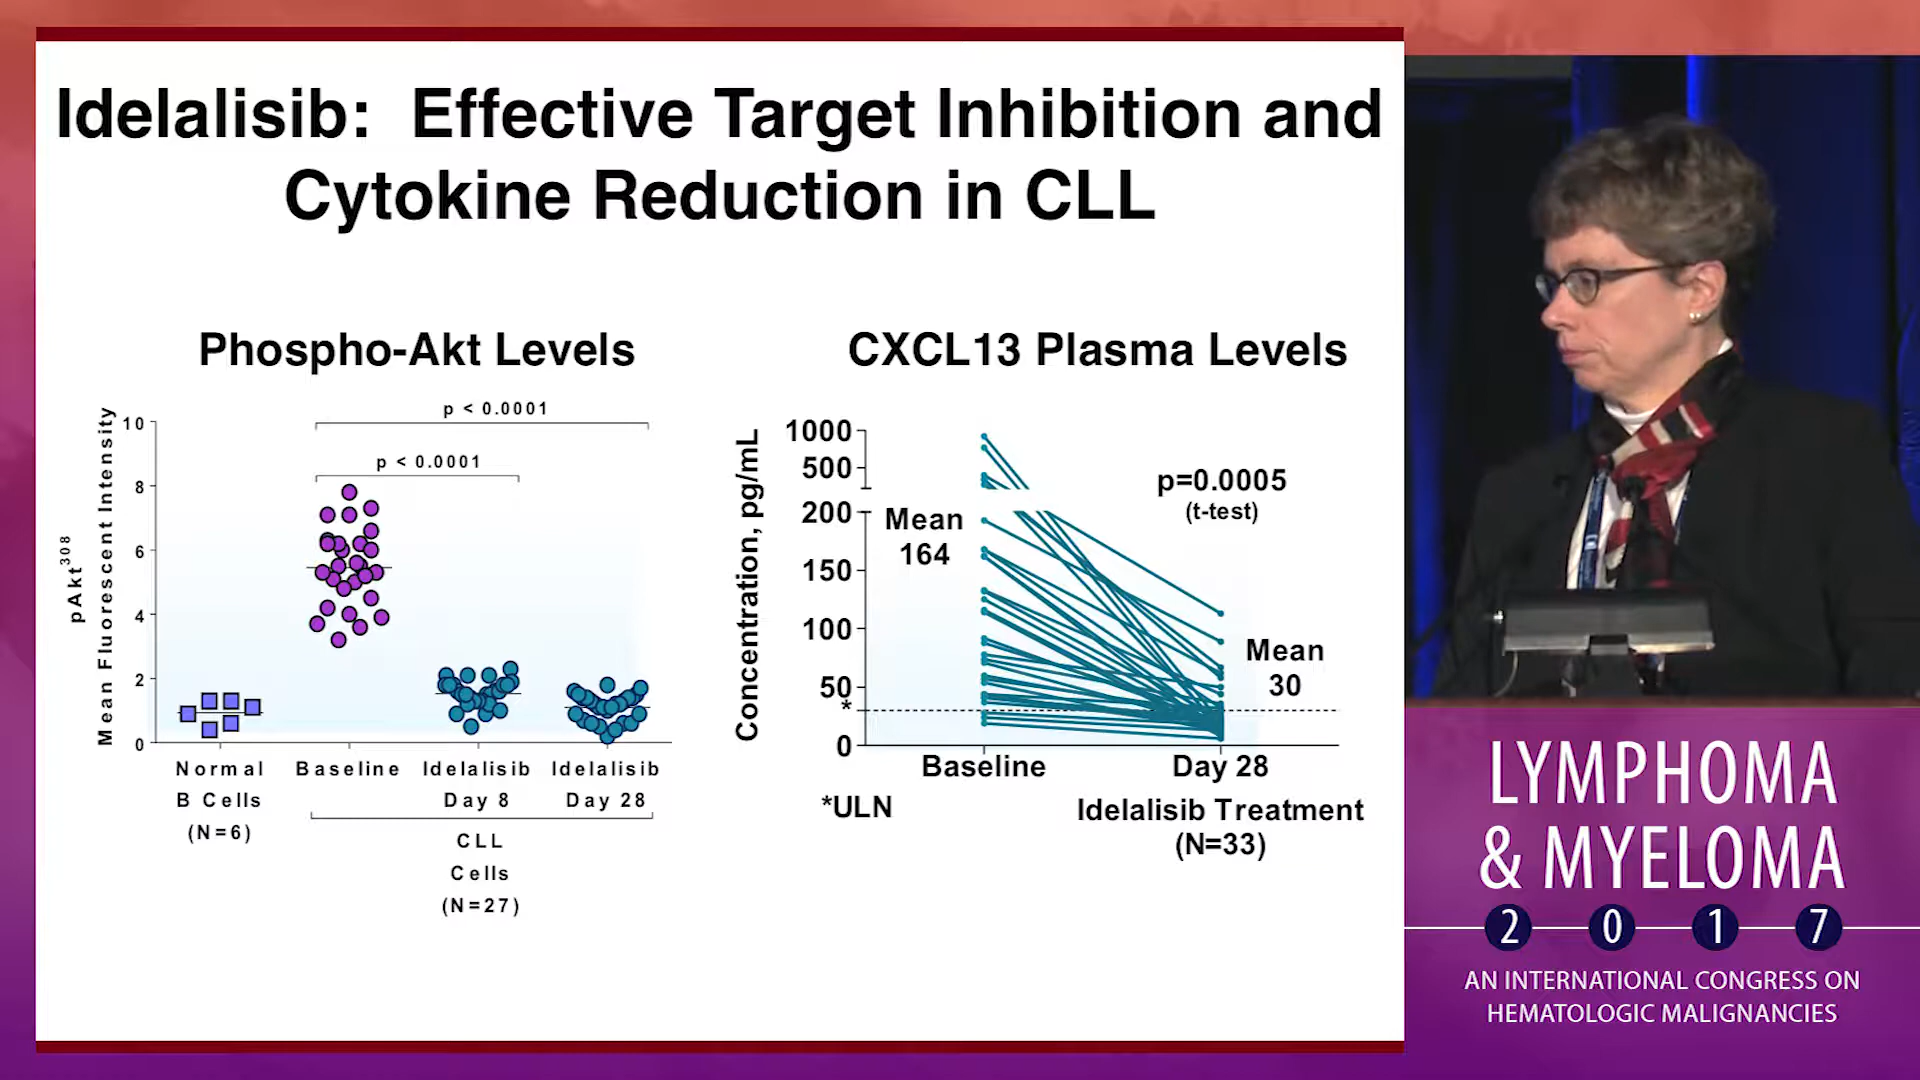 Idelalisib: Effective Target Inhibition and
Cytokine Reduction in CLL
Phospho-Akt Levels
pAkt308
Mean Fluorescent Intensity
10
8
6
4
2
0
p < 0.0001
p < 0.0001
Normal
B Cells
(N=6)
Baseline
Idelalisib
Day 8
Idelalisib
Day 28
CLL
Cells
(N=27)
CXCL13 Plasma Levels
Concentration, pg/mL
1000
500
200
150
100
50
*
0
Mean
164
p=0.0005
(t-test)
Mean
30
Baseline
Day 28
*ULN
Idelalisib Treatment
(N=33)
LYMPHOMA
& MYELOMA
2 0 1 7
AN INTERNATIONAL CONGRESS ON
HEMATOLOGIC MALIGNANCIES